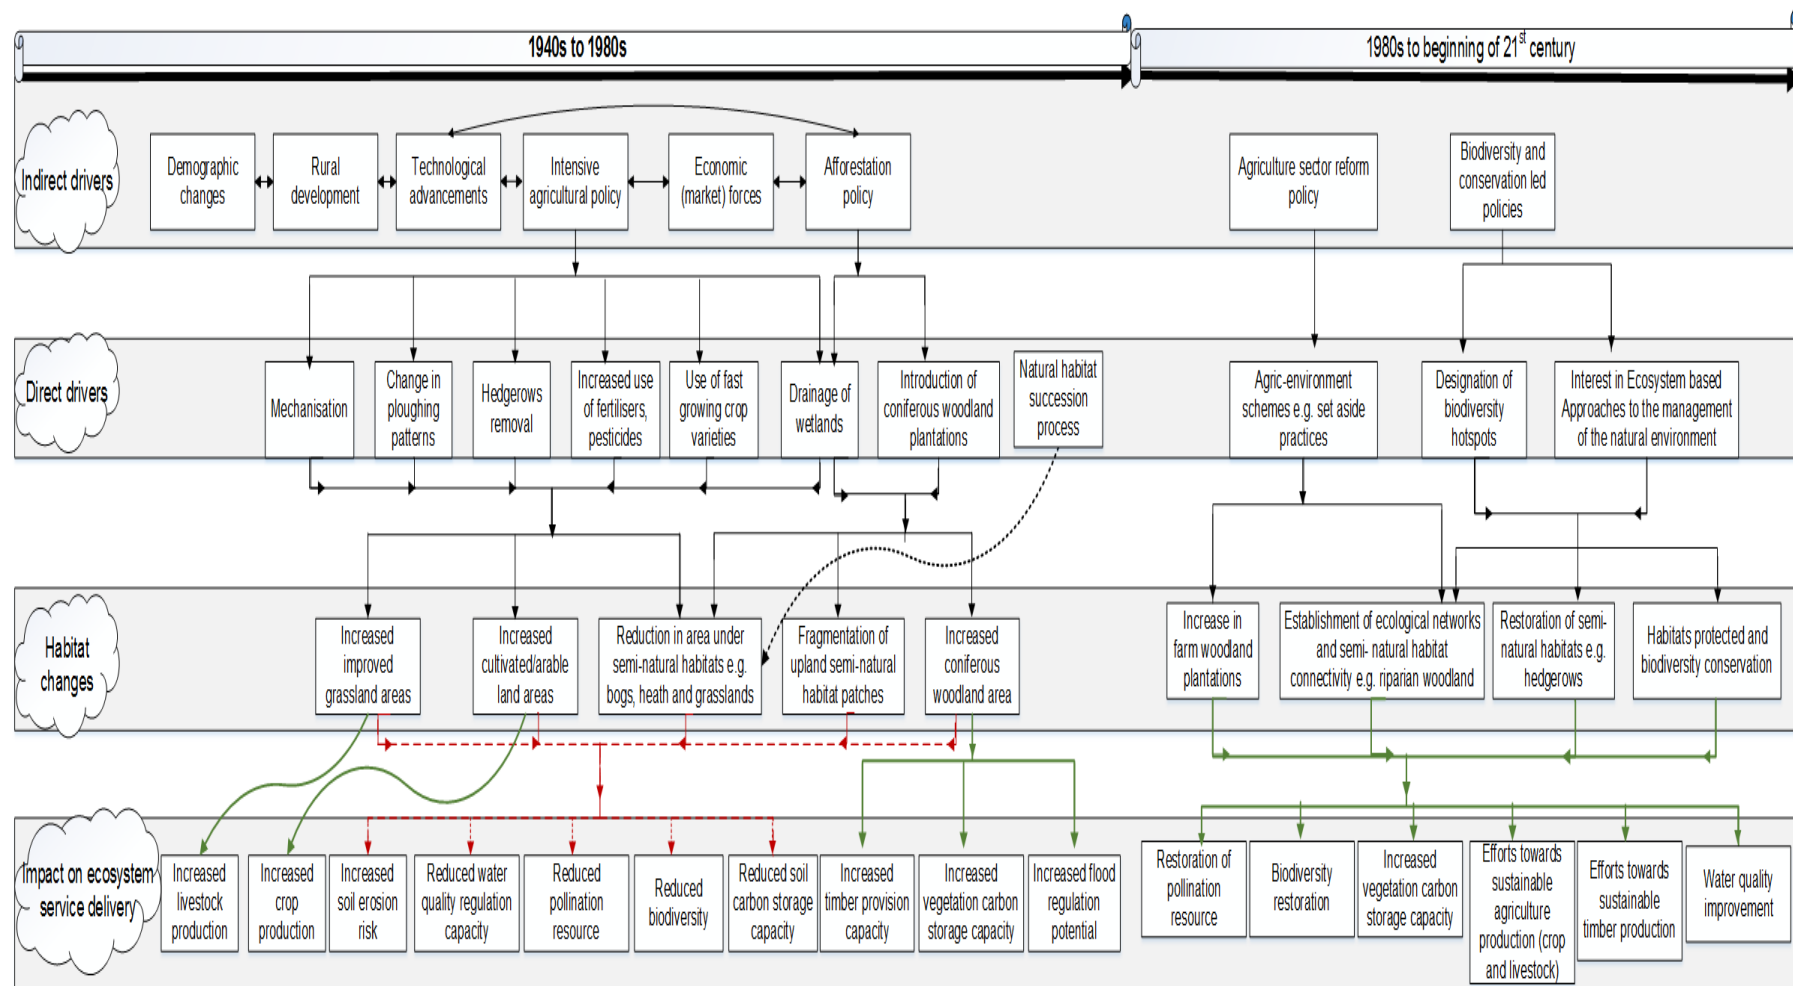 1940s to 1980s
1980s to beginning of 21st century
Indirect drivers
Demographic
changes
Rural
development
Technological
advancements
Intensive
agricultural policy
Economic
(market) forces
Afforestation
policy
Agriculture sector reform
policy
Biodiversity and
conservation led
policies
Direct drivers
Mechanisation
Change in
ploughing
patterns
Hedgerows
removal
Increased use
of fertilisers,
pesticides
Use of fast
growing crop
varieties
Drainage of
wetlands
Introduction of
coniferous woodland
plantations
Natural habitat
succession
process
Agric-environment
schemes e.g. set aside
practices
Designation of
biodiversity
hotspots
Interest in Ecosystem based
Approaches to the management
of the natural environment
Habitat
changes
Increased
improved
grassland areas
Increased
cultivated/arable
land areas
Reduction in area under
semi-natural habitats e.g.
bogs, heath and grasslands
Fragmentation of
upland semi-natural
habitat patches
Increased
coniferous
woodland area
Increase in
farm woodland
plantations
Establishment of ecological networks
and semi- natural habitat
connectivity e.g. riparian woodland
Restoration of semi-
natural habitats e.g.
hedgerows
Habitats protected and
biodiversity conservation
Impact on ecosystem
service delivery
Increased
livestock
production
Increased
crop
production
Increased
soil erosion
risk
Reduced water
quality regulation
capacity
Reduced
pollination
resource
Reduced
biodiversity
Reduced soil
carbon storage
capacity
Increased
timber provision
capacity
Increased
vegetation carbon
storage capacity
Increased flood
regulation
potential
Restoration of
pollination
resource
Biodiversity
restoration
Increased
vegetation carbon
storage capacity
Efforts towards
sustainable
agriculture
production (crop
and livestock)
Efforts towards
sustainable
timber production
Water quality
improvement